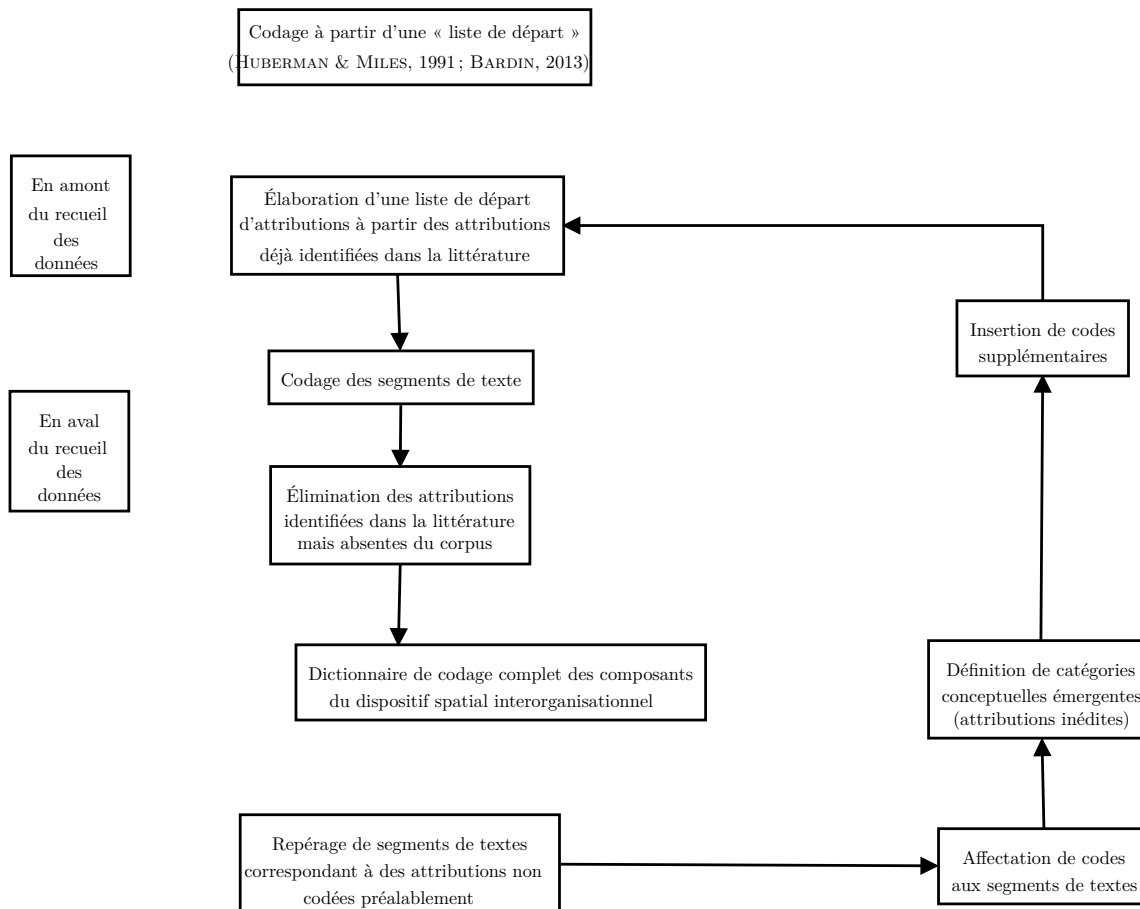 Codage à partir d'une « liste de départ »
(HUBERMAN & MILES, 1991 ; BARDIN, 2013)
En amont
du recueil
des
données
Élaboration d'une liste de départ
d'attributions à partir des attributions
déjà identifiées dans la littérature
Insertion de codes
supplémentaires
Codage des segments de texte
En aval
du recueil
des
données
Élimination des attributions
identifiées dans la littérature
mais absentes du corpus
Dictionnaire de codage complet des composants
du dispositif spatial interorganisationnel
Définition de catégories
conceptuelles émergentes
(attributions inédites)
Repérage de segments de textes
correspondant à des attributions non
codées préalablement
Affectation de codes
aux segments de textes